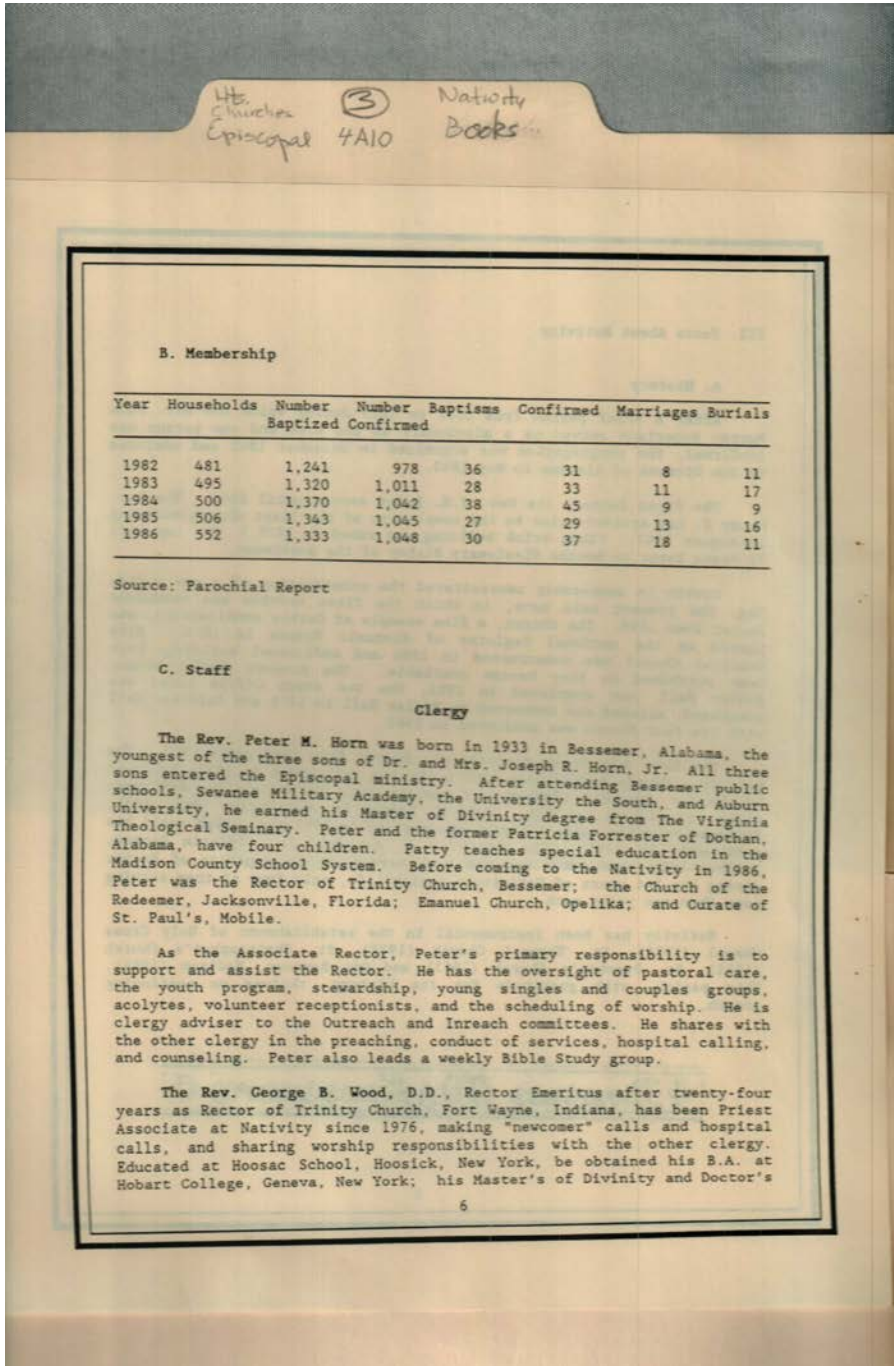 Hts. ③ Nativity
Churches
Episcopal 4A10 Books
B. Membership
Year Households Number Number Baptisms Confirmed Marriages Burials
Baptized Confirmed
1982 481 1,241 978 36 31 8 11
1983 495 1,320 1,011 28 33 11 17
1984 500 1,370 1,042 38 45 9 9
1985 506 1,343 1,045 27 29 13 16
1986 552 1,333 1,048 30 37 18 11
Source: Parochial Report
C. Staff
Clergy
The Rev. Peter M. Horn was born in 1933 in Bessemer, Alabama, the
youngest of the three sons of Dr. and Mrs. Joseph R. Horn, Jr. All three
sons entered the Episcopal ministry. After attending Bessemer public
schools, Sewanee Military Academy, the University the South, and Auburn
University, he earned his Master of Divinity degree from The Virginia
Theological Seminary. Peter and the former Patricia Forrester of Dothan,
Alabama, have four children. Patty teaches special education in the
Madison County School System. Before coming to the Nativity in 1986,
Peter was the Rector of Trinity Church, Bessemer; the Church of the
Redeemer, Jacksonville, Florida; Emanuel Church, Opelika; and Curate of
St. Paul's, Mobile.
As the Associate Rector, Peter's primary responsibility is to
support and assist the Rector. He has the oversight of pastoral care,
the youth program, stewardship, young singles and couples groups,
acolytes, volunteer receptionists, and the scheduling of worship. He is
clergy adviser to the Outreach and Inreach committees. He shares with
the other clergy in the preaching, conduct of services, hospital calling,
and counseling. Peter also leads a weekly Bible Study group.
The Rev. George B. Wood, D.D., Rector Emeritus after twenty-four
years as Rector of Trinity Church, Fort Wayne, Indiana, has been Priest
Associate at Nativity since 1976, making "newcomer" calls and hospital
calls, and sharing worship responsibilities with the other clergy.
Educated at Hoosac School, Hoosick, New York, be obtained his B.A. at
Hobart College, Geneva, New York; his Master's of Divinity and Doctor's
6